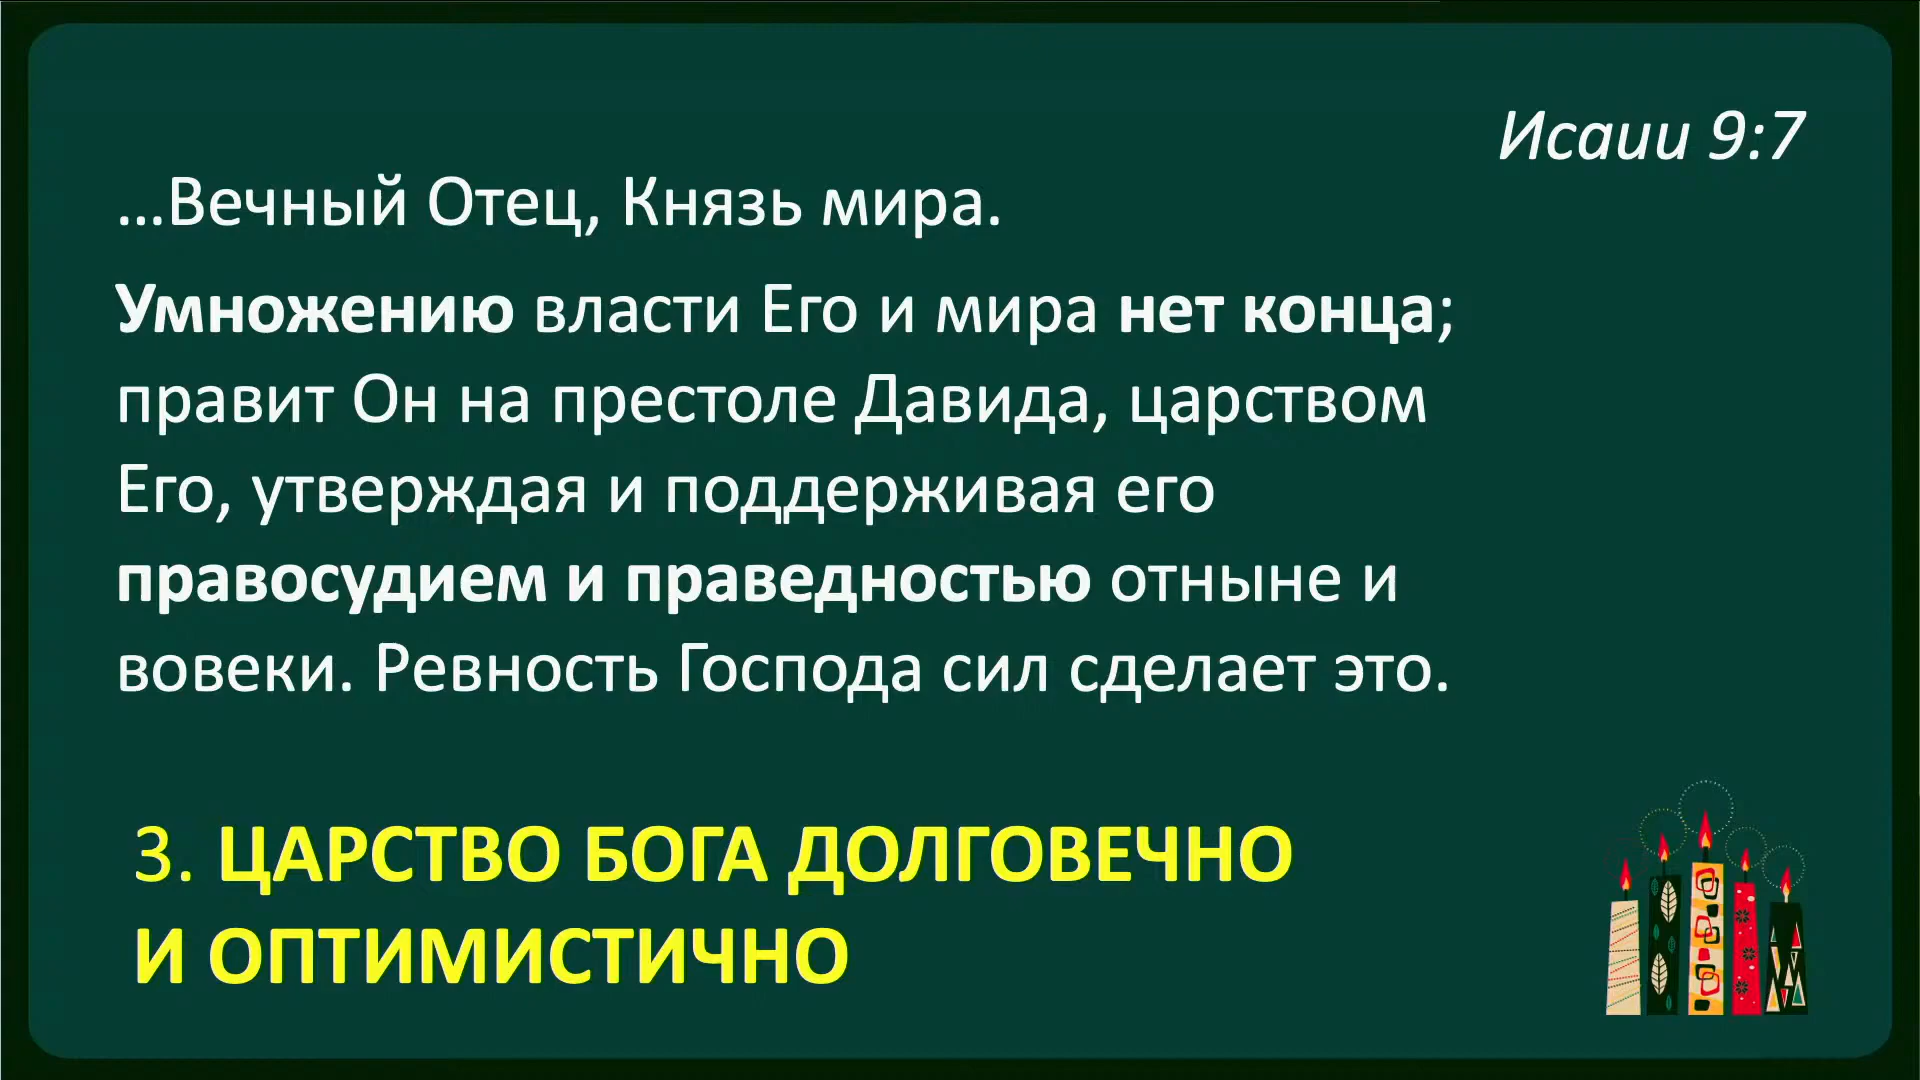 Исаии 9:7
...Вечный Отец, Князь мира.
Умножению власти Его и мира нет конца;
правит Он на престоле Давида, царством
Его, утверждая и поддерживая его
правосудием и праведностью отныне и
вовеки. Ревность Господа сил сделает это.
3. ЦАРСТВО БОГА ДОЛГОВЕЧНО
И ОПТИМИСТИЧНО